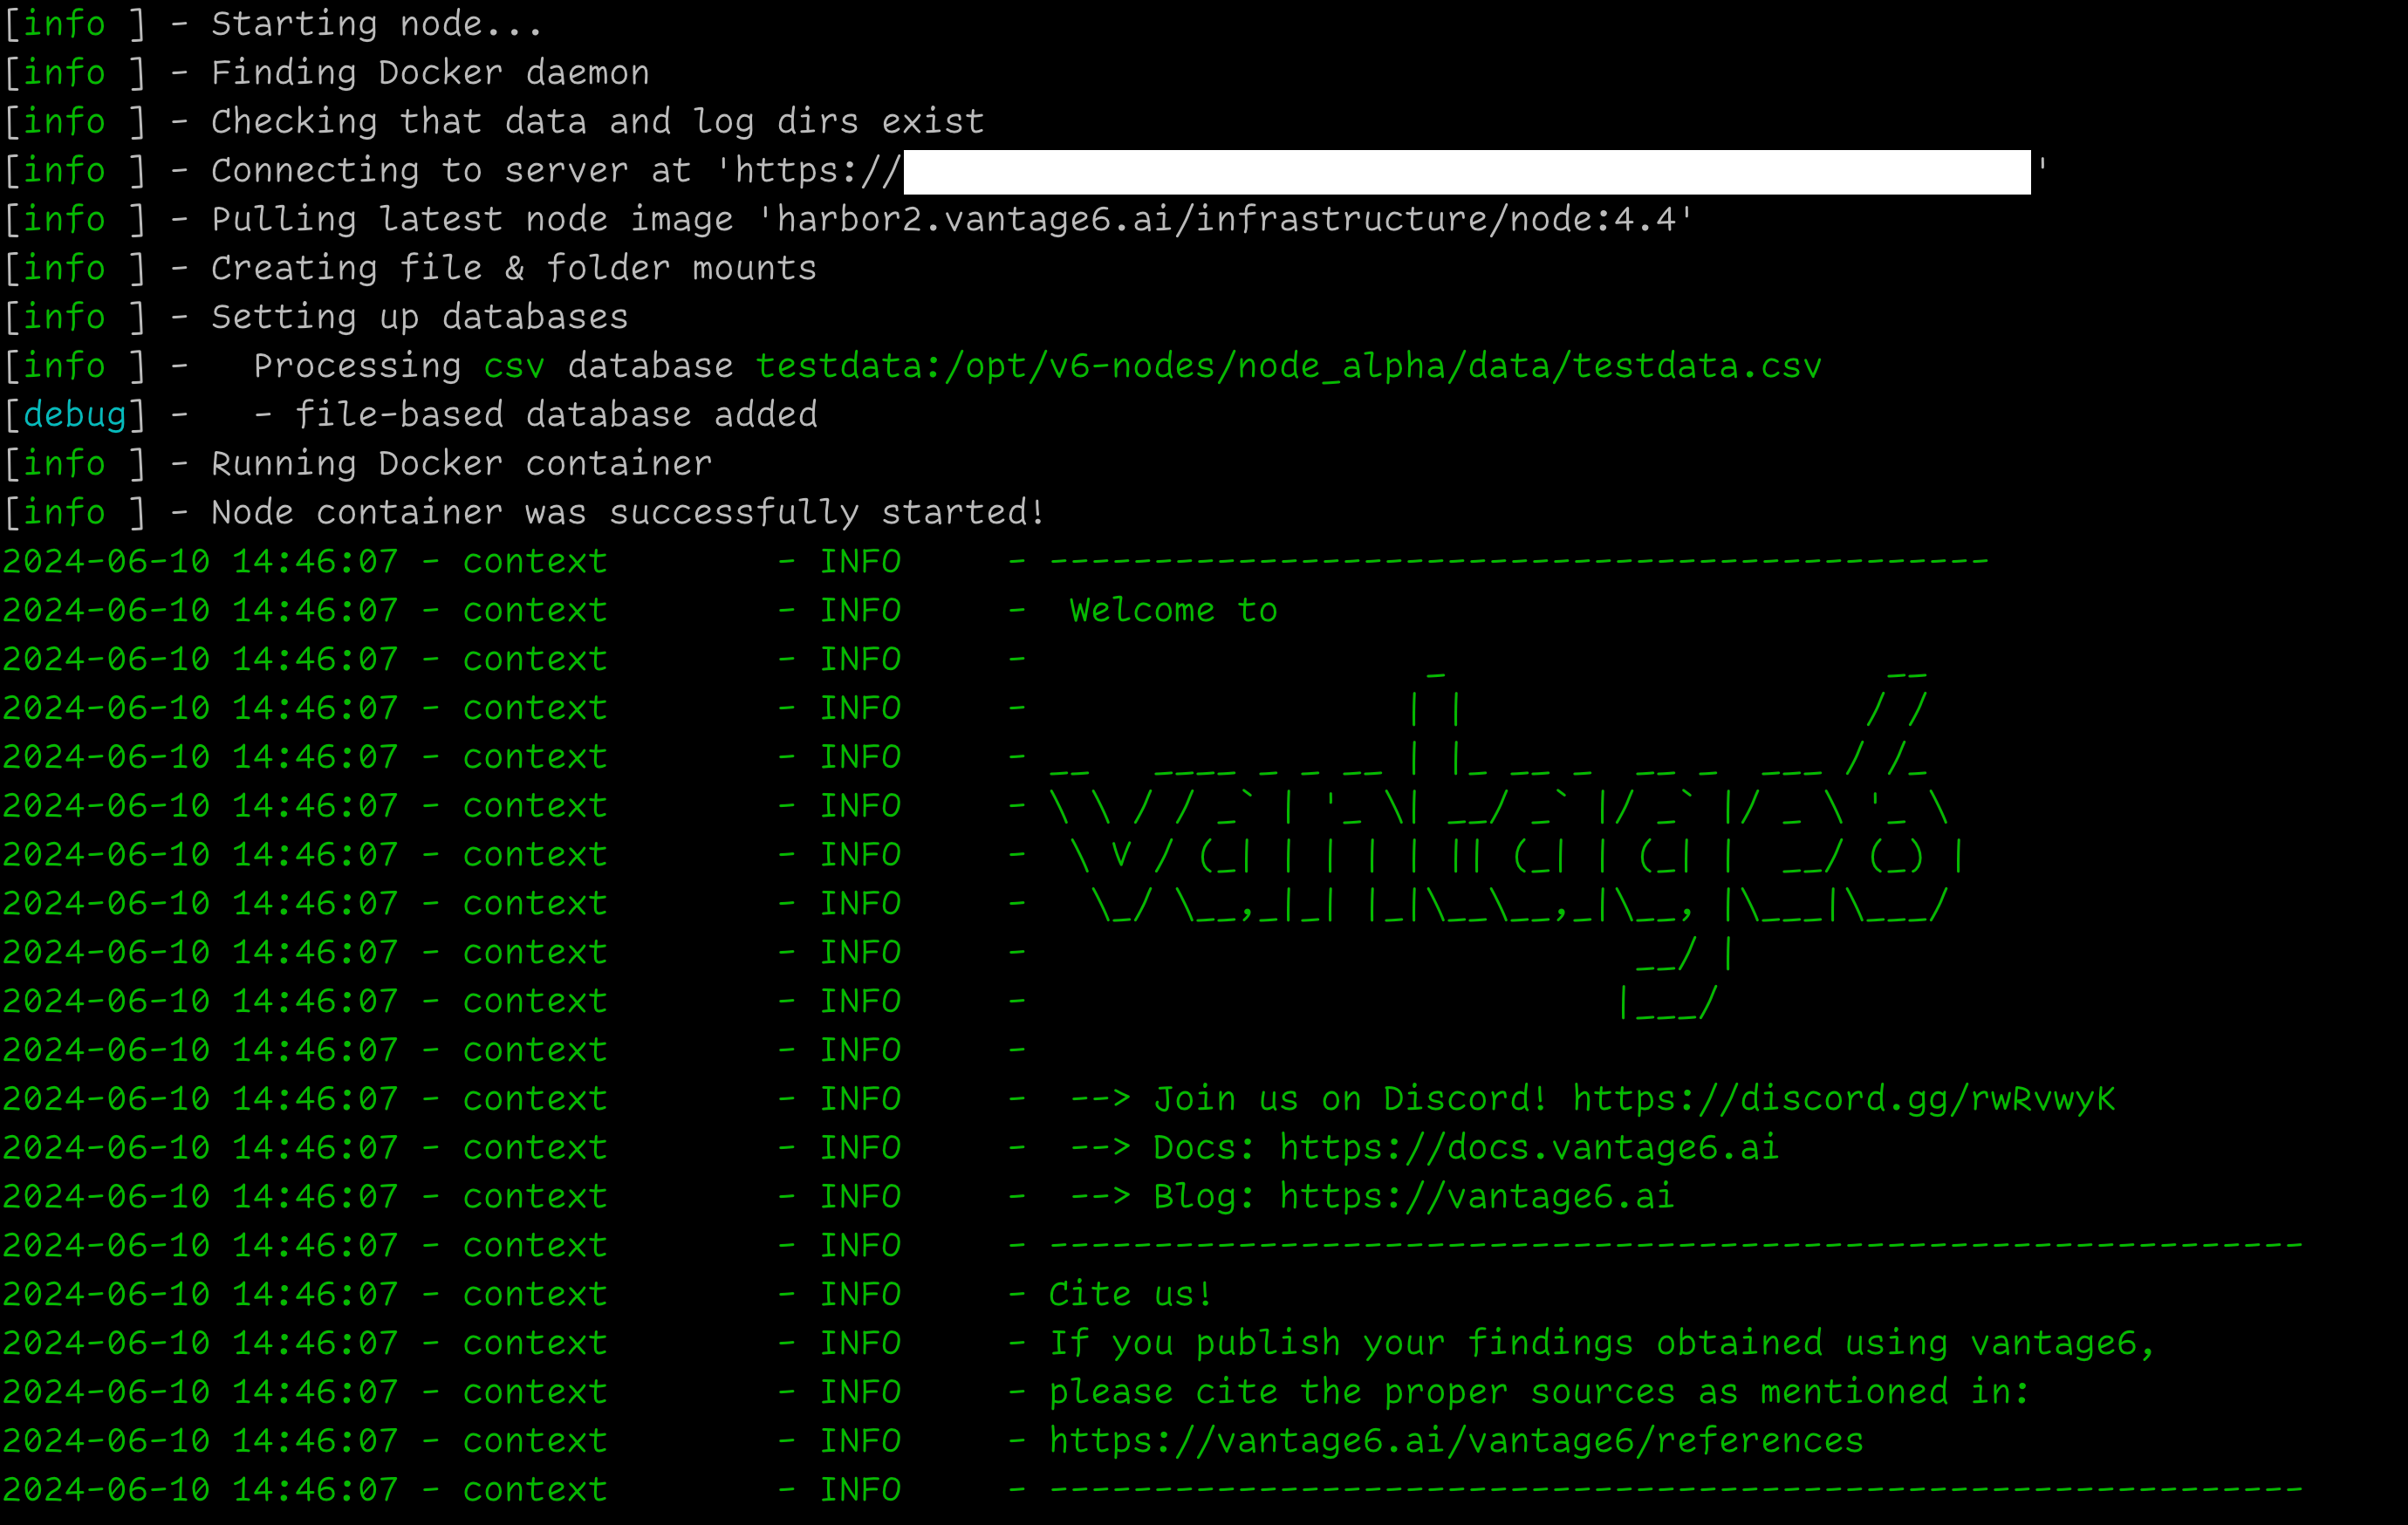 [info ] - Starting node...
[info ] - Finding Docker daemon
[info ] - Checking that data and log dirs exist
[info ] - Connecting to server at 'https://                                                      '
[info ] - Pulling latest node image 'harbor2.vantage6.ai/infrastructure/node:4.4'
[info ] - Creating file & folder mounts
[info ] - Setting up databases
[info ] -   Processing csv database testdata:/opt/v6-nodes/node_alpha/data/testdata.csv
[debug] -   - file-based database added
[info ] - Running Docker container
[info ] - Node container was successfully started!
2024-06-10 14:46:07 - context        - INFO     - ---------------------------------------------
2024-06-10 14:46:07 - context        - INFO     -  Welcome to
2024-06-10 14:46:07 - context        - INFO     -                   _                     __
2024-06-10 14:46:07 - context        - INFO     -                  | |                   / /
2024-06-10 14:46:07 - context        - INFO     - __   ____ _ _ __ | |_ __ _  __ _  ___ / /_
2024-06-10 14:46:07 - context        - INFO     - \ \ / / _` | '_ \| __/ _` |/ _` |/ _ \ '_ \
2024-06-10 14:46:07 - context        - INFO     -  \ V / (_| | | | | || (_| | (_| |  __/ (_) |
2024-06-10 14:46:07 - context        - INFO     -   \_/ \__,_|_| |_|\__\__,_|\__, |\___|\___/
2024-06-10 14:46:07 - context        - INFO     -                             __/ |
2024-06-10 14:46:07 - context        - INFO     -                            |___/
2024-06-10 14:46:07 - context        - INFO     -
2024-06-10 14:46:07 - context        - INFO     -  --> Join us on Discord! https://discord.gg/rwRvwyK
2024-06-10 14:46:07 - context        - INFO     -  --> Docs: https://docs.vantage6.ai
2024-06-10 14:46:07 - context        - INFO     -  --> Blog: https://vantage6.ai
2024-06-10 14:46:07 - context        - INFO     - ------------------------------------------------------------
2024-06-10 14:46:07 - context        - INFO     - Cite us!
2024-06-10 14:46:07 - context        - INFO     - If you publish your findings obtained using vantage6,
2024-06-10 14:46:07 - context        - INFO     - please cite the proper sources as mentioned in:
2024-06-10 14:46:07 - context        - INFO     - https://vantage6.ai/vantage6/references
2024-06-10 14:46:07 - context        - INFO     - ------------------------------------------------------------